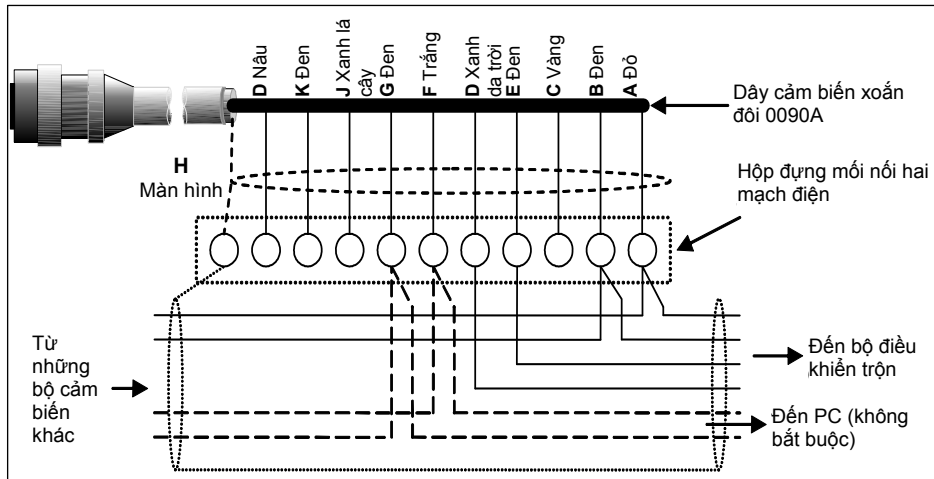 D Nâu
K Đen
J Xanh lá
cây
G Đen
F Trắng
D Xanh
da trời
E Đen
C Vàng
B Đen
A Đỏ
Dây cảm biến xoắn
đôi 0090A
H
Màn hình
Hộp đựng mối nối hai
mạch điện
Từ
những
bộ cảm
biến
khác
Đến bộ điều
khiển trộn
Đến PC (không
bắt buộc)